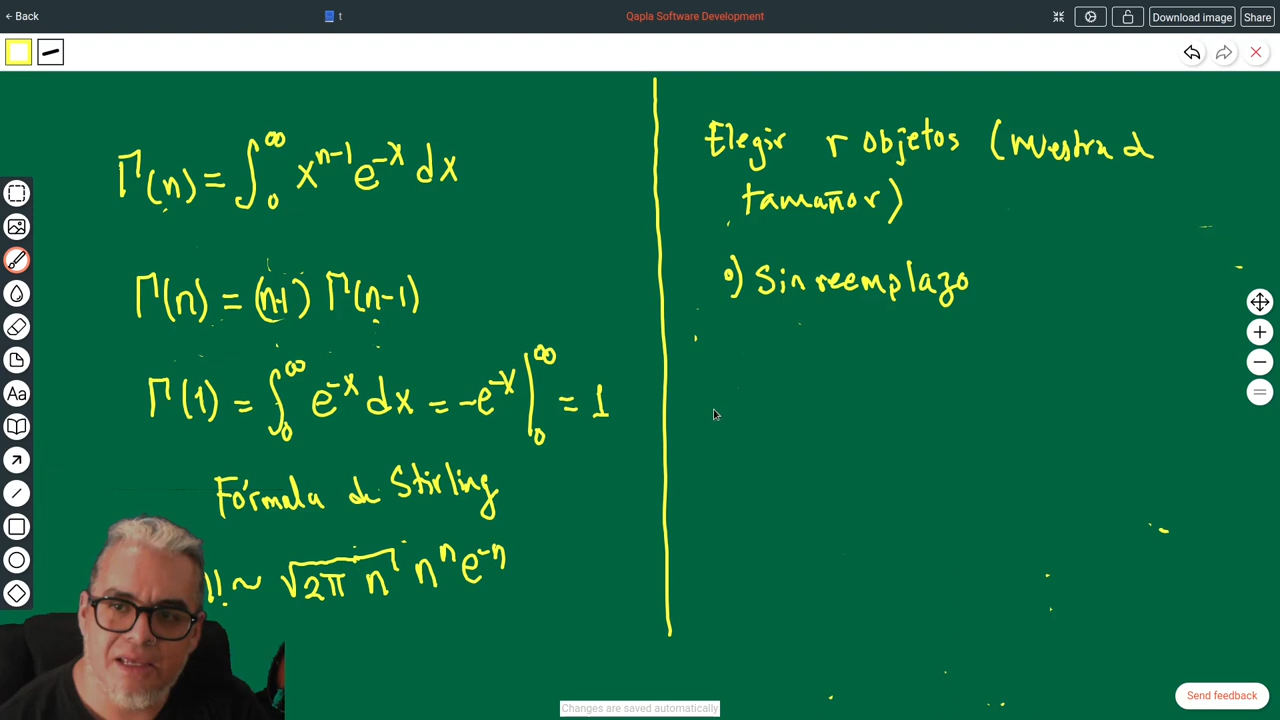 Back
t
Qapla Software Development
Download image
Share
Γ(n) = ∫₀^∞ x^{n-1} e^{-x} dx
Γ(n) = (n-1) Γ(n-1)
Γ(1) = ∫₀^∞ e^{-x} dx = -e^{-x} |₀^∞ = 1
Fórmula de Stirling
n! ~ √(2π n) n^n e^{-n}
Elegir r objetos (muestra de
tamaño r)
o) Sin reemplazo
Aa
Changes are saved automatically
Send feedback